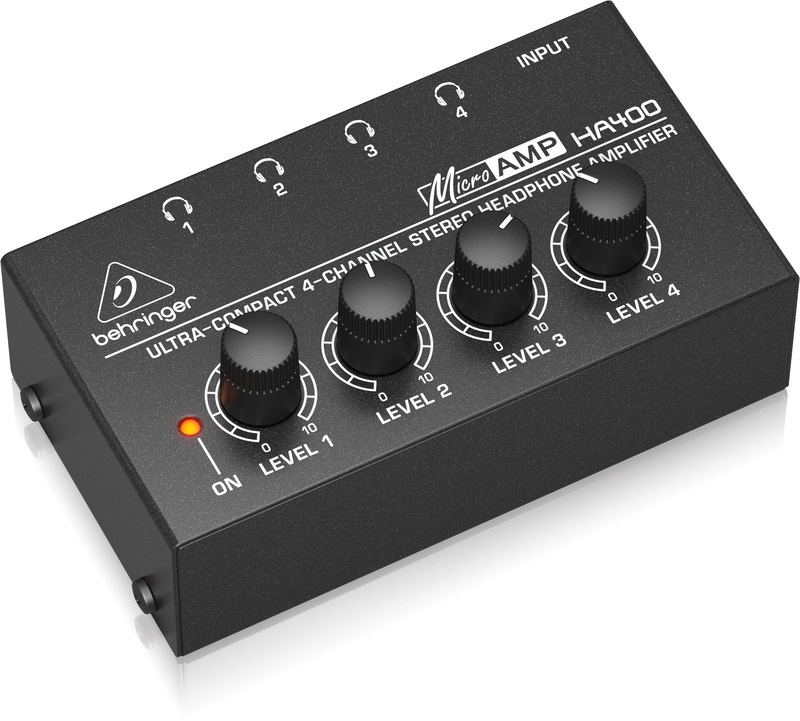 INPUT
1
2
3
4
MicroAMP HA400
behringer
ULTRA-COMPACT 4-CHANNEL STEREO HEADPHONE AMPLIFIER
0 10
LEVEL 1
0 10
LEVEL 2
0 10
LEVEL 3
0 10
LEVEL 4
ON